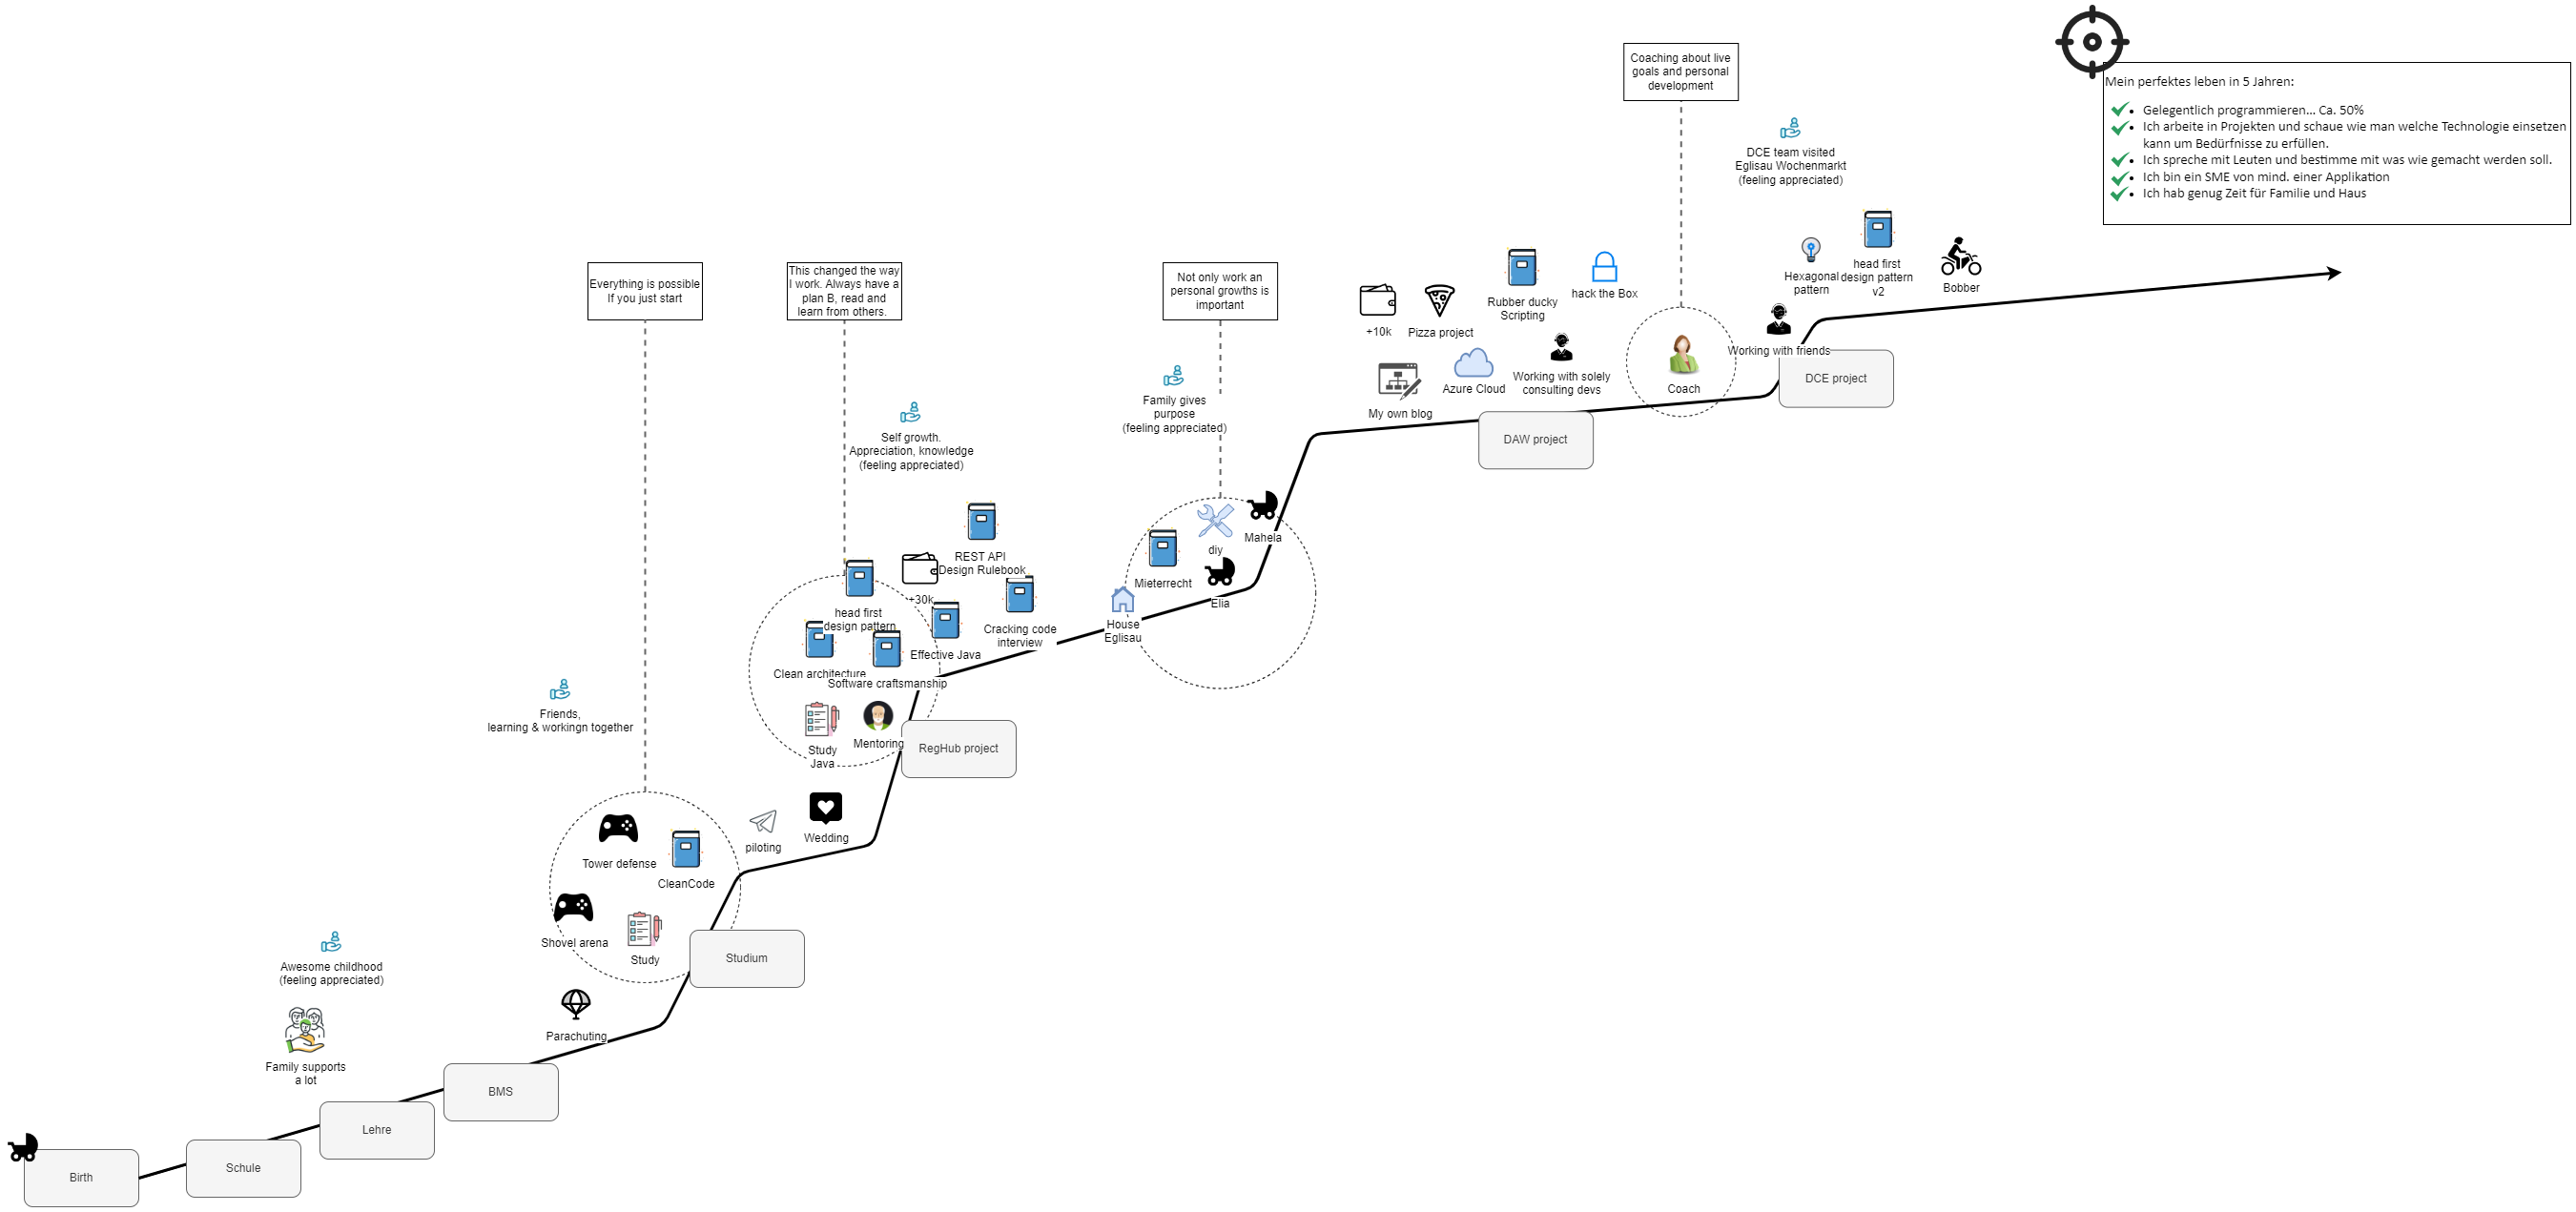 Coaching about live
goals and personal
development
Mein perfektes leben in 5 Jahren:
Gelegentlich programmieren... Ca. 50%
Ich arbeite in Projekten und schaue wie man welche Technologie einsetzen
kann um Bedürfnisse zu erfüllen.
Ich spreche mit Leuten und bestimme mit was wie gemacht werden soll.
Ich bin ein SME von mind. einer Applikation
Ich hab genug Zeit für Familie und Haus
DCE team visited
Eglisau Wochenmarkt
(feeling appreciated)
Everything is possible
If you just start
This changed the way
I work. Always have a
plan B, read and
learn from others.
Not only work an
personal growths is
important
+10k
Pizza project
Rubber ducky
Scripting
hack the Box
Hexagonal
pattern
head first
design pattern
v2
Bobber
My own blog
Azure Cloud
Working with solely
consulting devs
Coach
Working with friends
DCE project
DAW project
Family gives
purpose
(feeling appreciated)
Self growth.
Appreciation, knowledge
(feeling appreciated)
REST API
Design Rulebook
+30k
head first
design pattern
Cracking code
interview
Effective Java
Clean architecture
Software craftsmanship
Mahela
diy
Mieterrecht
Elia
House
Eglisau
Study
Java
Mentoring
RegHub project
Friends,
learning & workingn together
piloting
Wedding
Tower defense
CleanCode
Shovel arena
Study
Studium
Awesome childhood
(feeling appreciated)
Family supports
a lot
Parachuting
BMS
Lehre
Schule
Birth